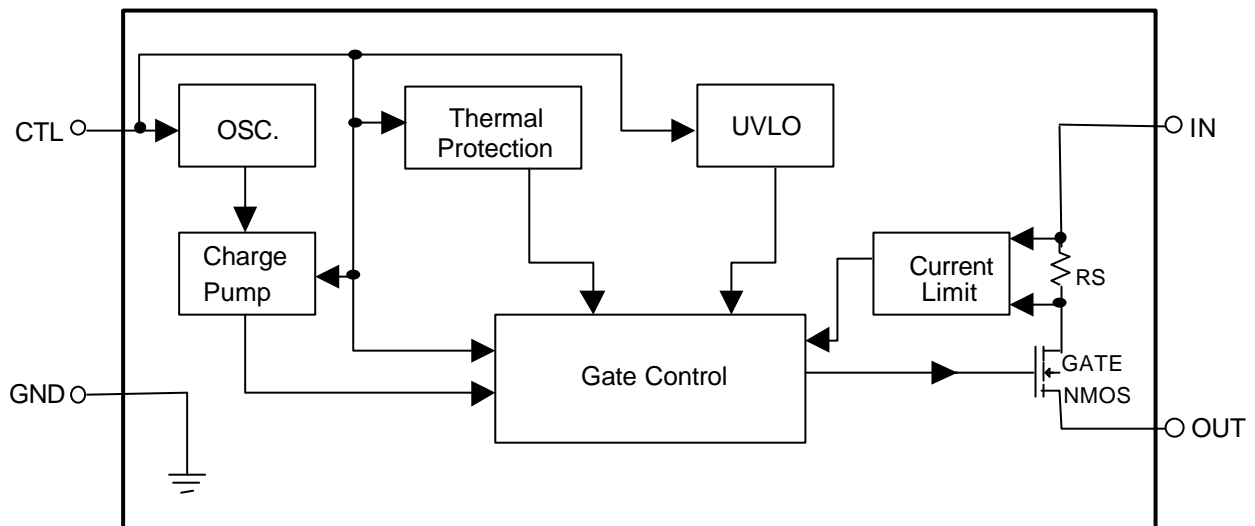 CTL
OSC.
Thermal
Protection
UVLO
IN
Charge
Pump
Current
Limit
RS
GND
Gate Control
GATE
NMOS
OUT